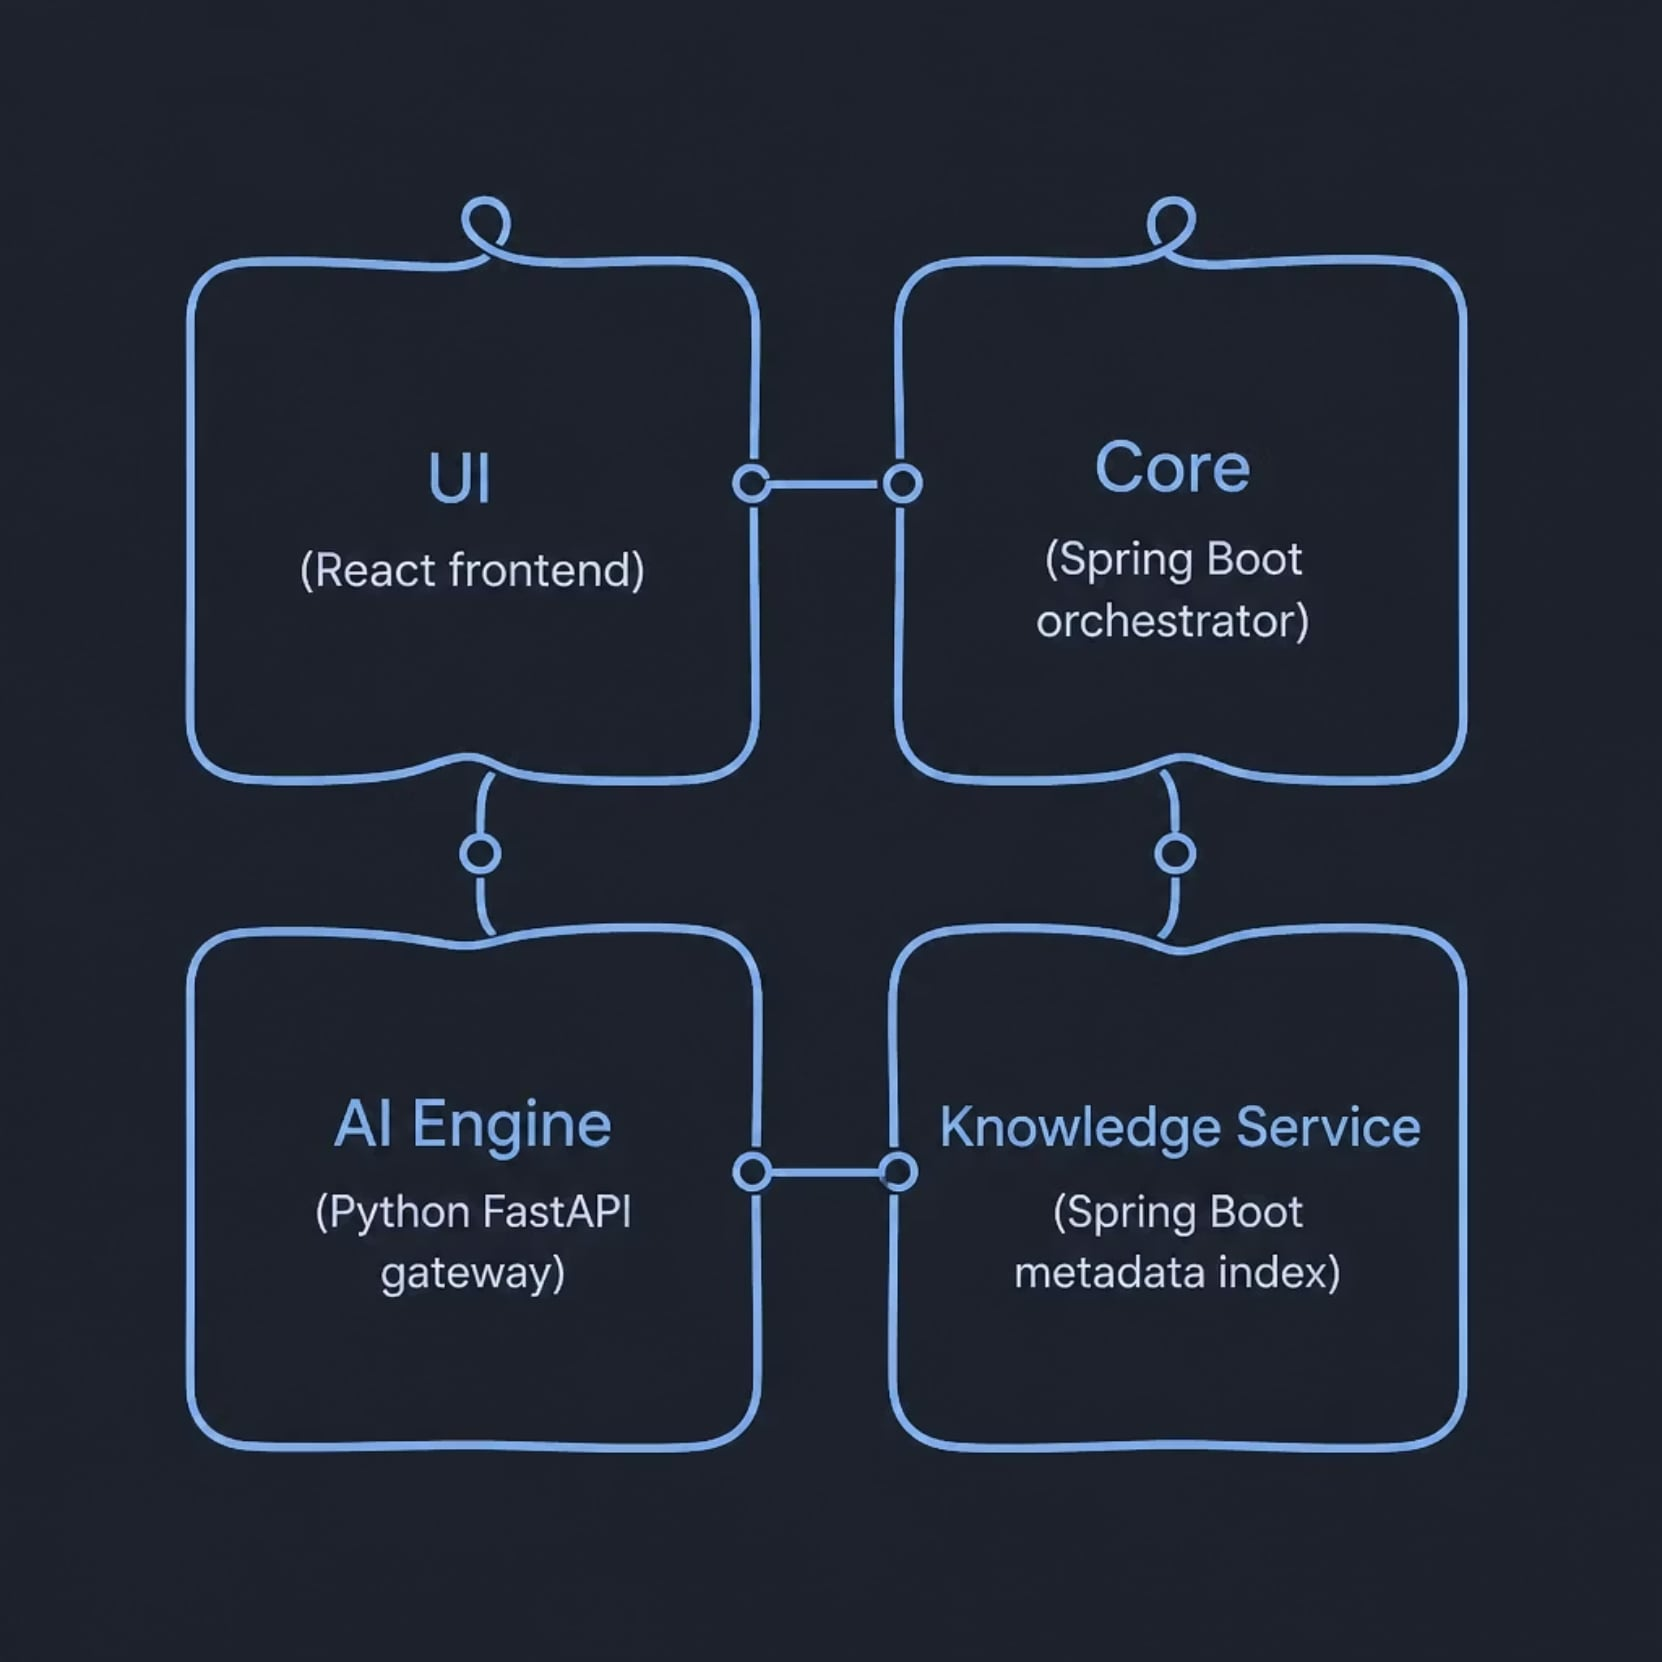 UI
(React frontend)
Core
(Spring Boot
orchestrator)
AI Engine
(Python FastAPI
gateway)
Knowledge Service
(Spring Boot
metadata index)